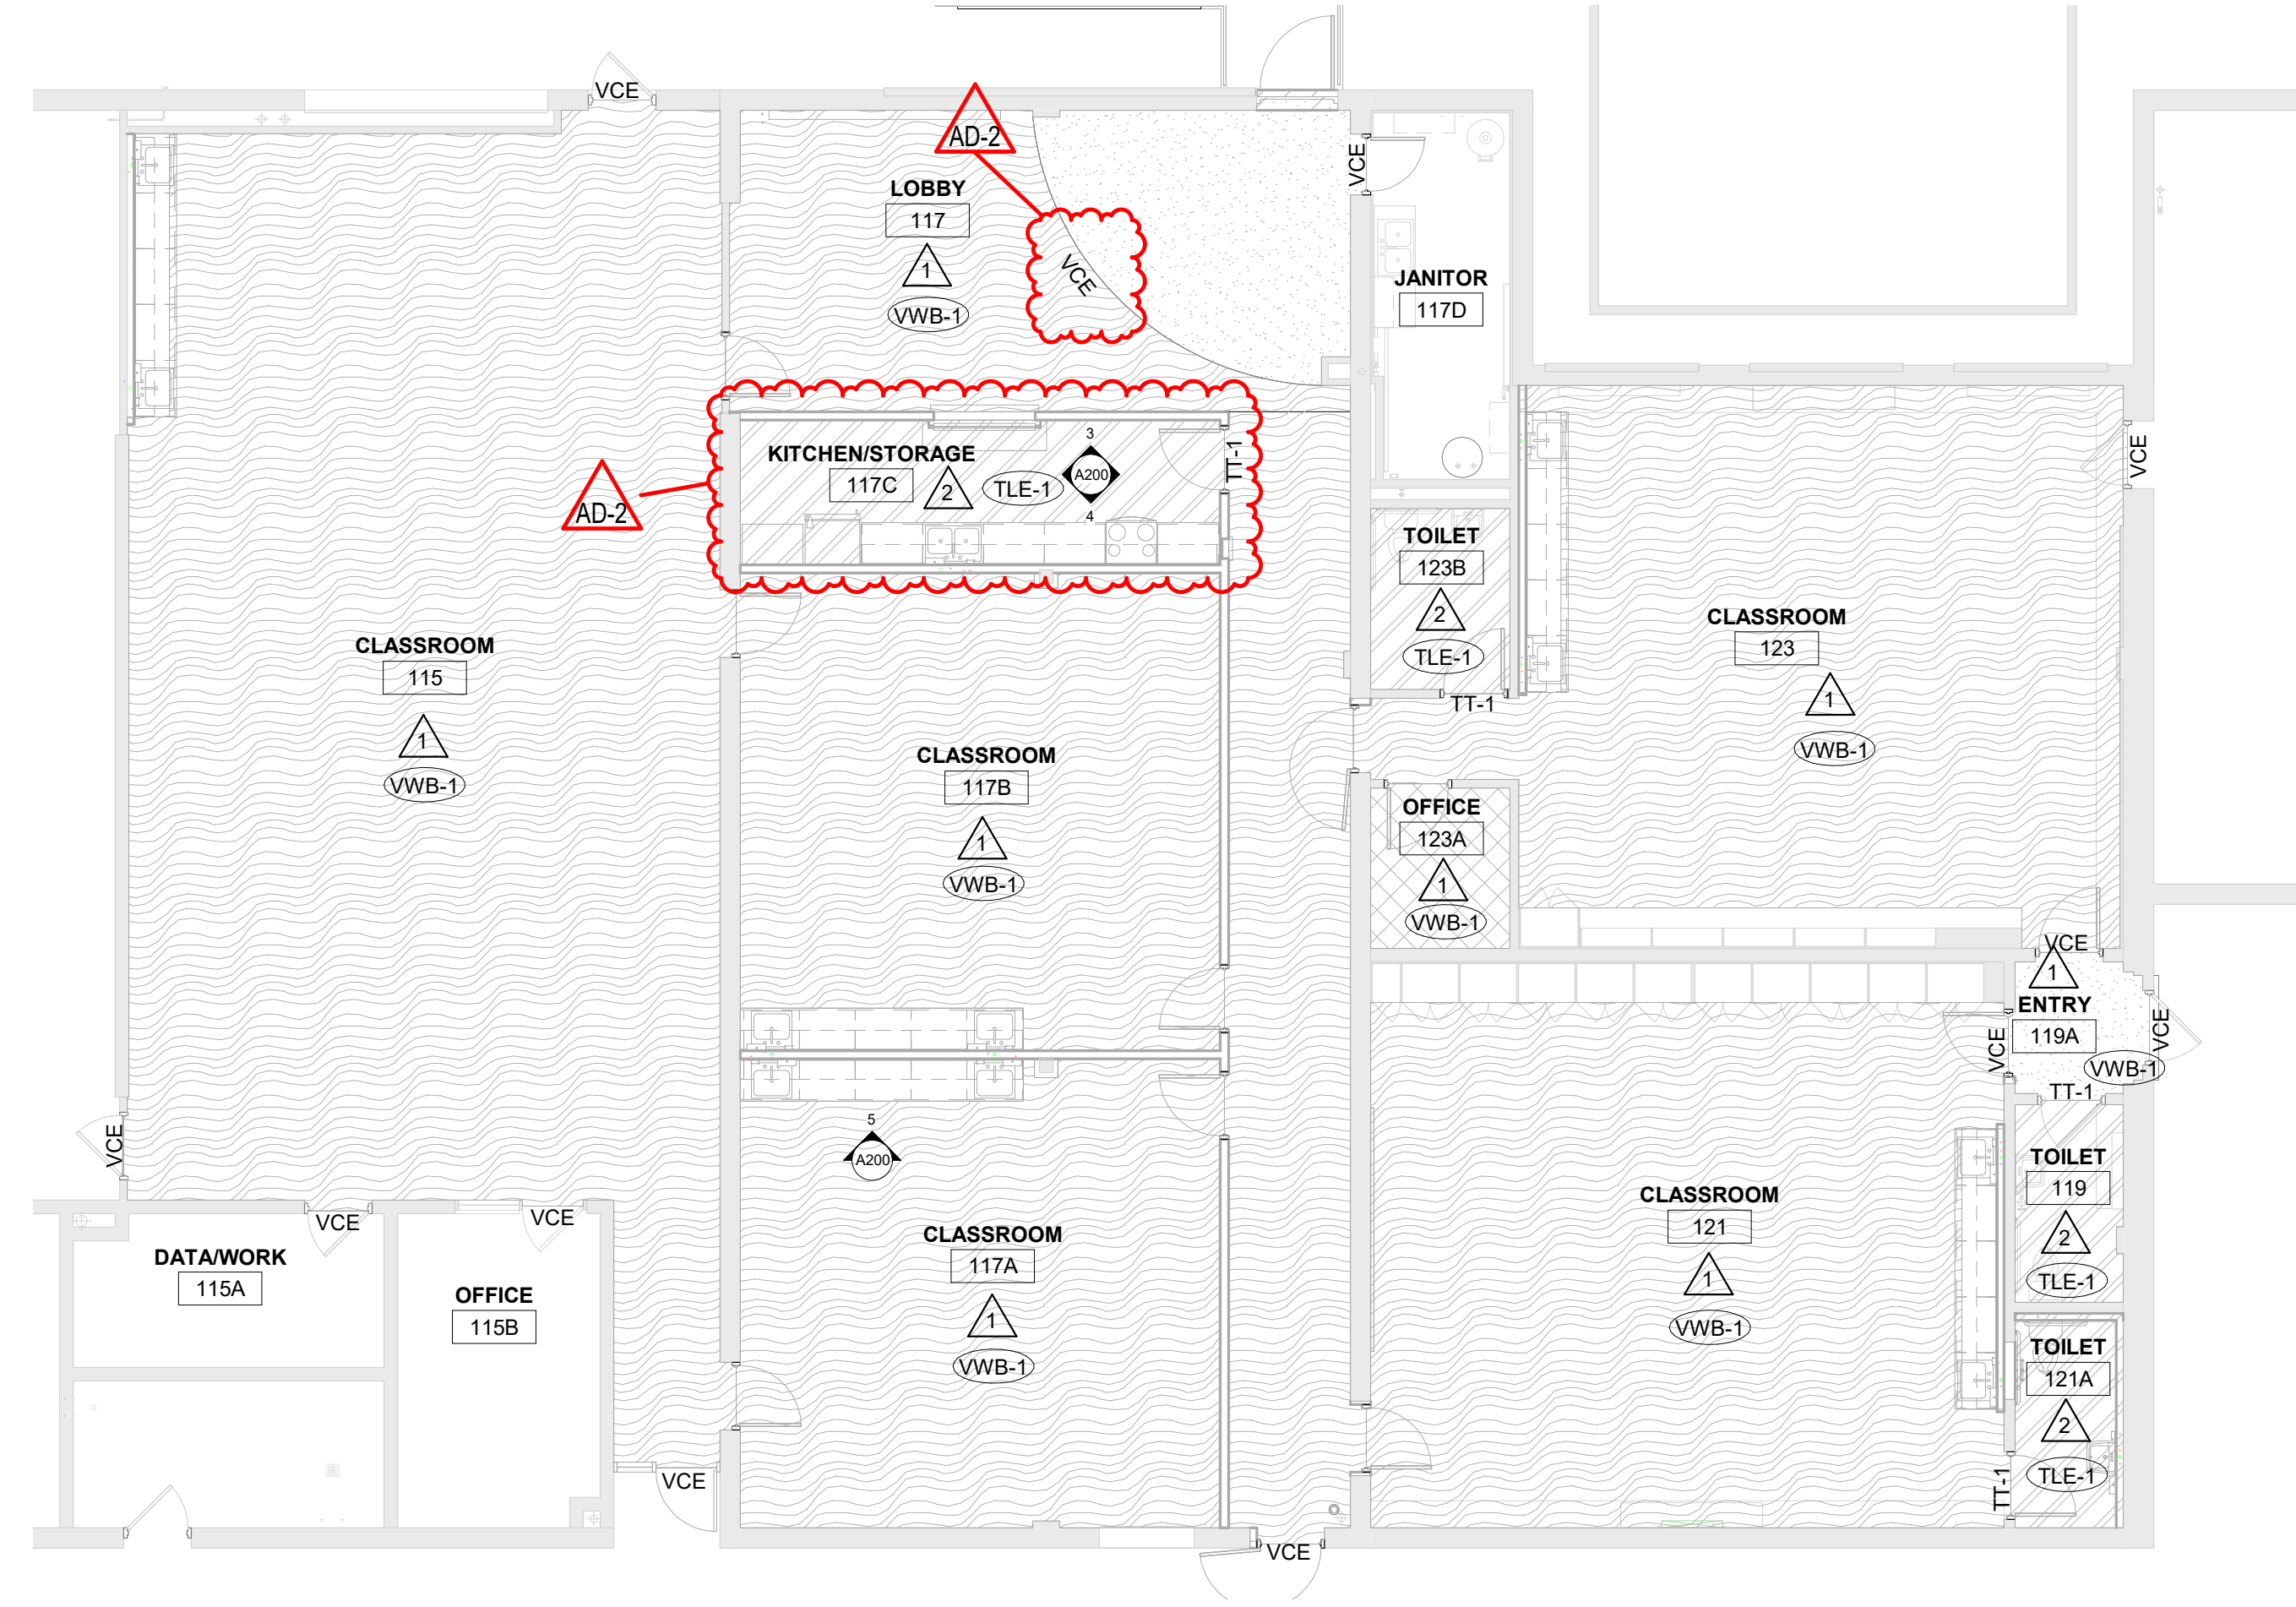 VCE
AD-2
VCE
LOBBY
117
1
VWB-1
VCE
JANITOR
117D
KITCHEN/STORAGE
117C
2
TLE-1
3
A200
4
TT-1
AD-2
VCE
TOILET
123B
2
TLE-1
TT-1
CLASSROOM
123
1
VWB-1
CLASSROOM
115
1
VWB-1
CLASSROOM
117B
1
VWB-1
OFFICE
123A
1
VWB-1
VCE
1
ENTRY
119A
VWB-1
VCE
VCE
TT-1
VCE
5
A200
TOILET
119
2
TLE-1
CLASSROOM
121
1
VWB-1
VCE
VCE
DATA/WORK
115A
OFFICE
115B
CLASSROOM
117A
1
VWB-1
TOILET
121A
2
TLE-1
TT-1
VCE
VCE